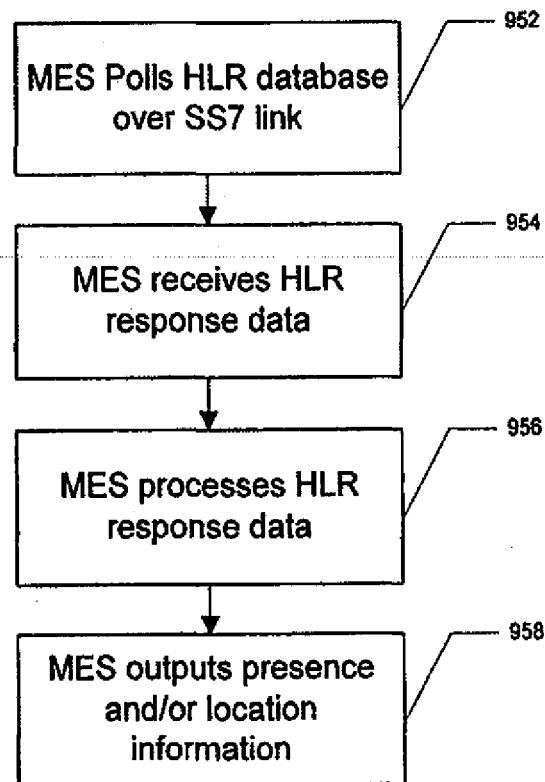 952
MES Polls HLR database
over SS7 link
954
MES receives HLR
response data
956
MES processes HLR
response data
958
MES outputs presence
and/or location
information